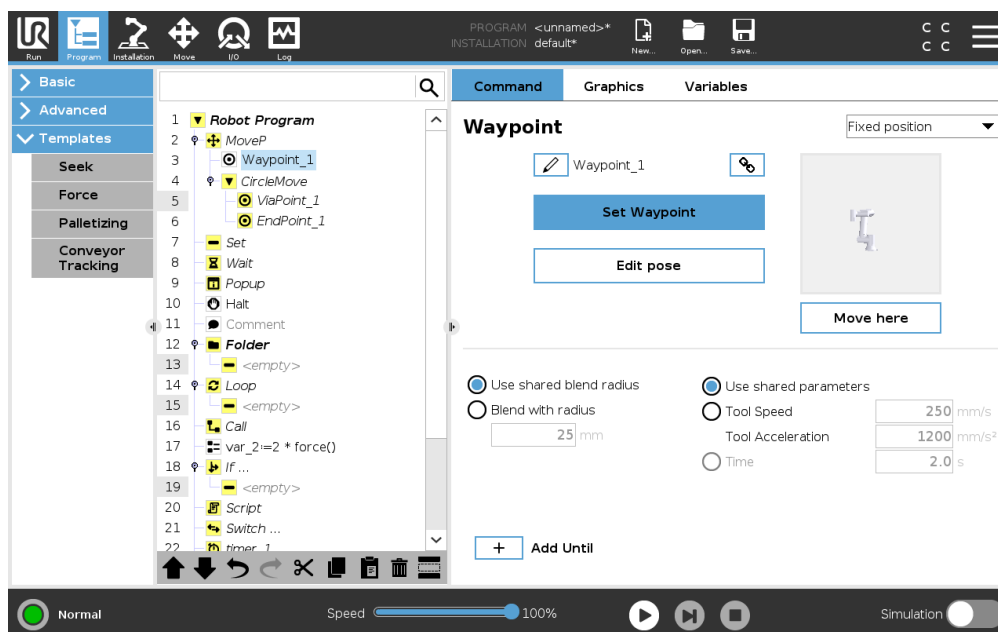 PROGRAM <unnamed>*
INSTALLATION default*
New... Open... Save...
C C
C C
Run Program Installation Move I/O Log
Basic
Advanced
Templates
Seek
Force
Palletizing
Conveyor
Tracking
1 Robot Program
2 MoveP
3 Waypoint_1
4 CircleMove
5 ViaPoint_1
6 EndPoint_1
7 Set
8 Wait
9 Popup
10 Halt
11 Comment
12 Folder
13 <empty>
14 Loop
15 <empty>
16 Call
17 var_2:=2 * force()
18 If ...
19 <empty>
20 Script
21 Switch ...
22 timer_1
Command Graphics Variables
Waypoint
Fixed position
Waypoint_1
Set Waypoint
Edit pose
Move here
Use shared blend radius
Blend with radius
25 mm
Use shared parameters
Tool Speed 250 mm/s
Tool Acceleration 1200 mm/s²
Time 2.0 s
+ Add Until
Normal
Speed 100%
Simulation